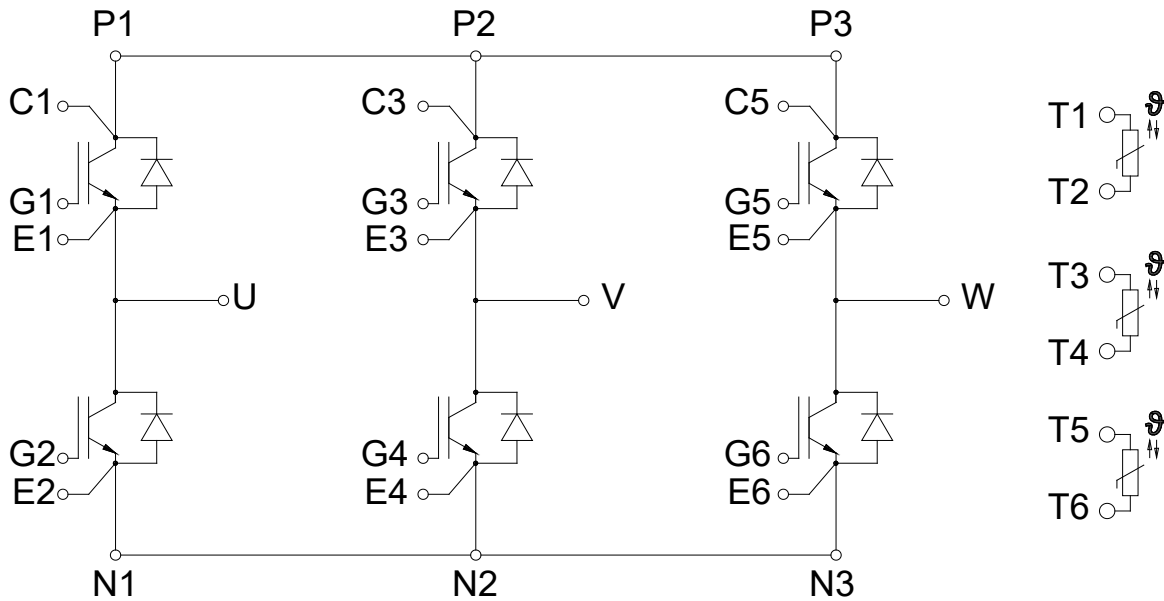 P1 P2 P3
C1 C3 C5 T1 ϑ
G1 G3 G5 T2
E1 E3 E5
U V W T3 ϑ
T4
G2 G4 G6 T5 ϑ
E2 E4 E6 T6
N1 N2 N3